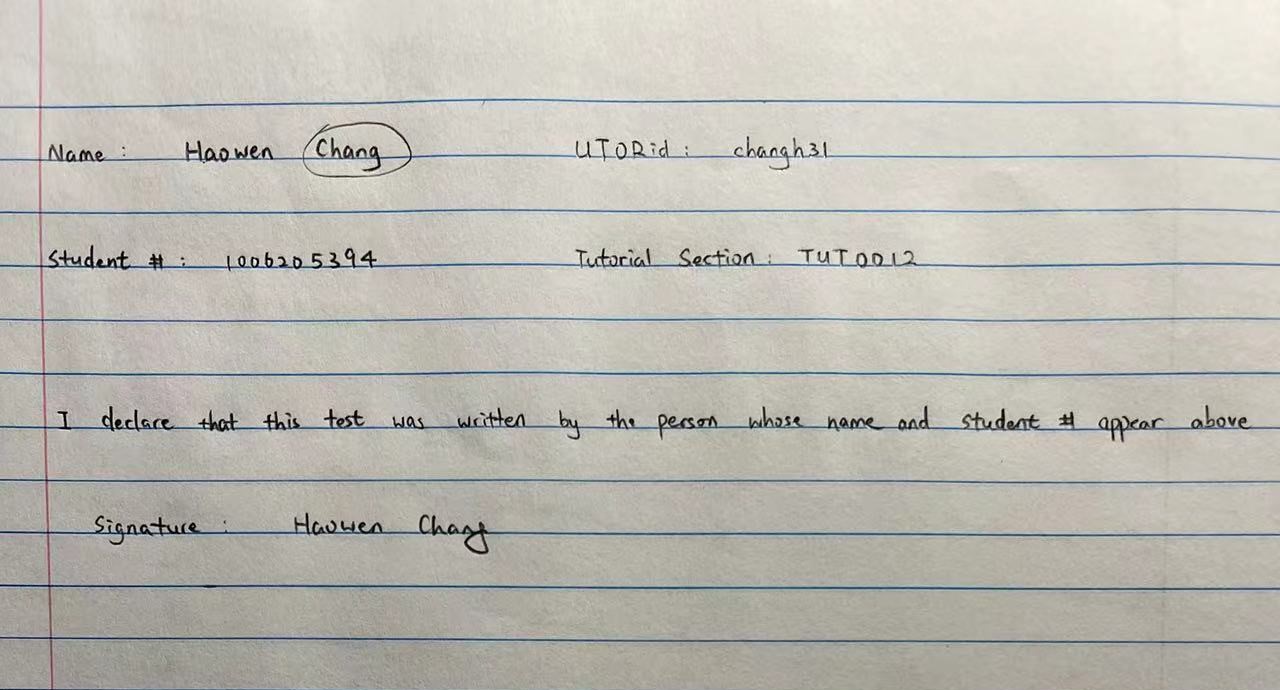 Name : Haowen Chang UTORid : changh31
Student # : 1006205394 Tutorial Section : TUT0012
I declare that this test was written by the person whose name and student # appear above
Signature : Haowen Chang